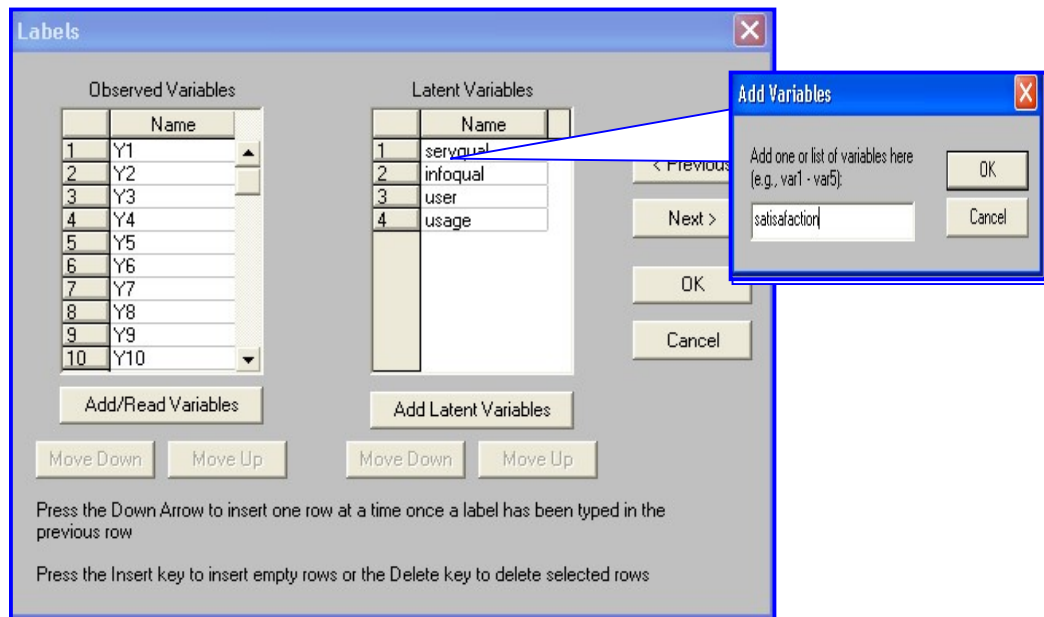 Labels
Observed Variables
Name
1 Y1
2 Y2
3 Y3
4 Y4
5 Y5
6 Y6
7 Y7
8 Y8
9 Y9
10 Y10
Add/Read Variables
Move Down Move Up
Latent Variables
Name
1 servqual
2 infoqual
3 user
4 usage
Add Latent Variables
Move Down Move Up
< Previous
Next >
OK
Cancel
Press the Down Arrow to insert one row at a time once a label has been typed in the
previous row
Press the Insert key to insert empty rows or the Delete key to delete selected rows
Add Variables
Add one or list of variables here
(e.g., var1 - var5):
satisafaction
OK
Cancel